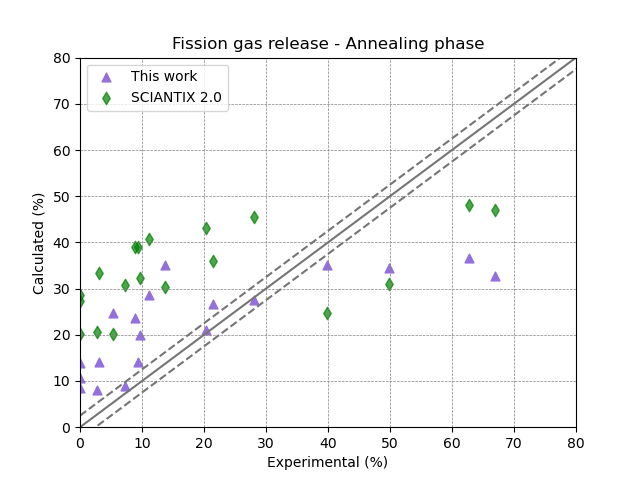 Fission gas release - Annealing phase
This work
SCIANTIX 2.0
Calculated (%)
80
70
60
50
40
30
20
10
0
0 10 20 30 40 50 60 70 80
Experimental (%)